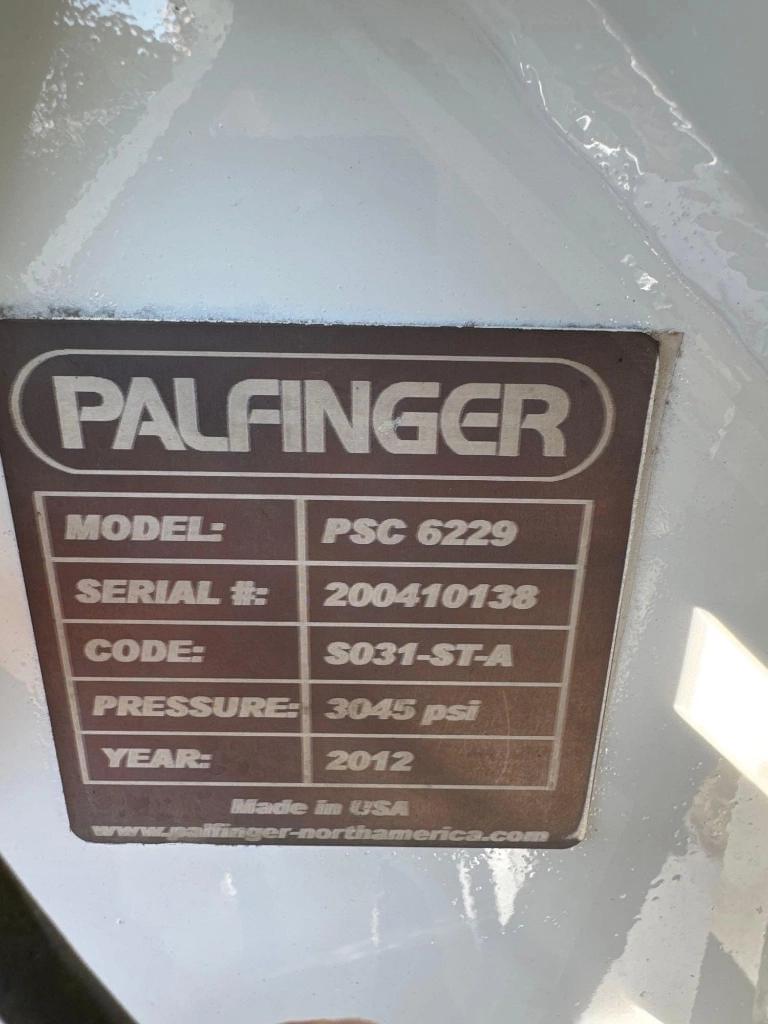 PALFINGER
MODEL: PSC 6229
SERIAL #: 200410138
CODE: S031-ST-A
PRESSURE: 3045 psi
YEAR: 2012
Made in USA
www.palfinger-northamerica.com